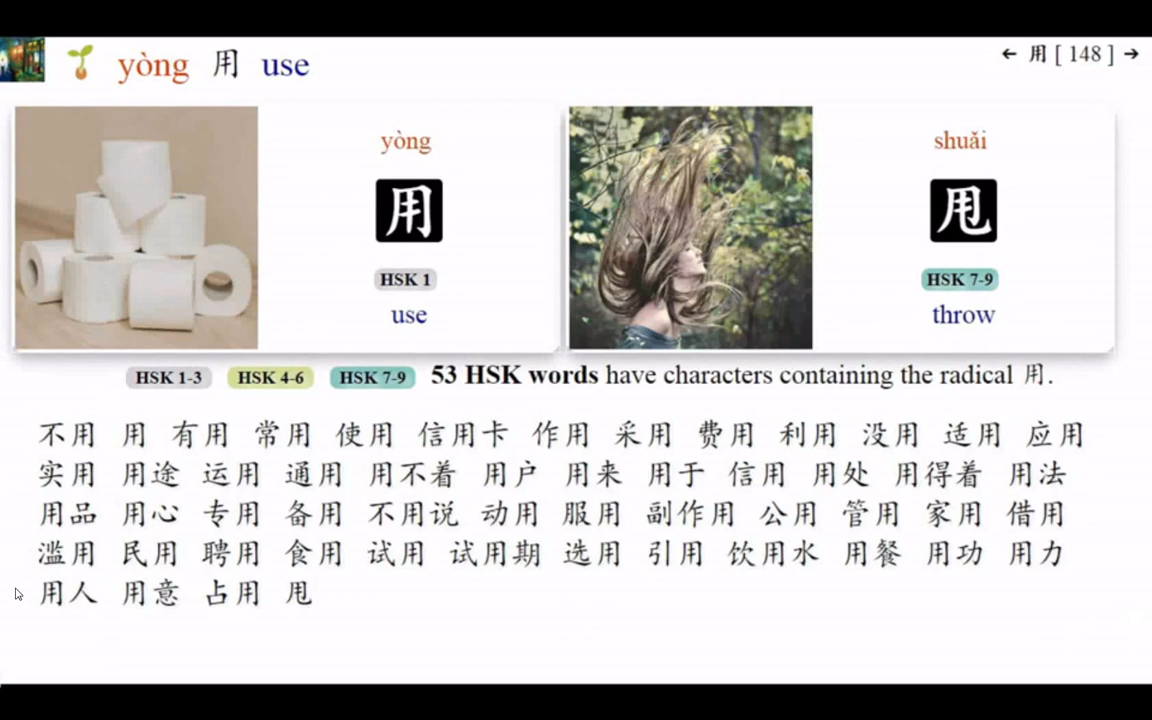 yòng 用 use
← 用 [ 148 ] →
yòng
用
HSK 1
use
shuǎi
甩
HSK 7-9
throw
HSK 1-3 HSK 4-6 HSK 7-9 53 HSK words have characters containing the radical 用.
不用 用 有用 常用 使用 信用卡 作用 采用 费用 利用 没用 适用 应用
实用 用途 运用 通用 用不着 用户 用来 用于 信用 用处 用得着 用法
用品 用心 专用 备用 不用说 动用 服用 副作用 公用 管用 家用 借用
滥用 民用 聘用 食用 试用 试用期 选用 引用 饮用水 用餐 用功 用力
用人 用意 占用 甩